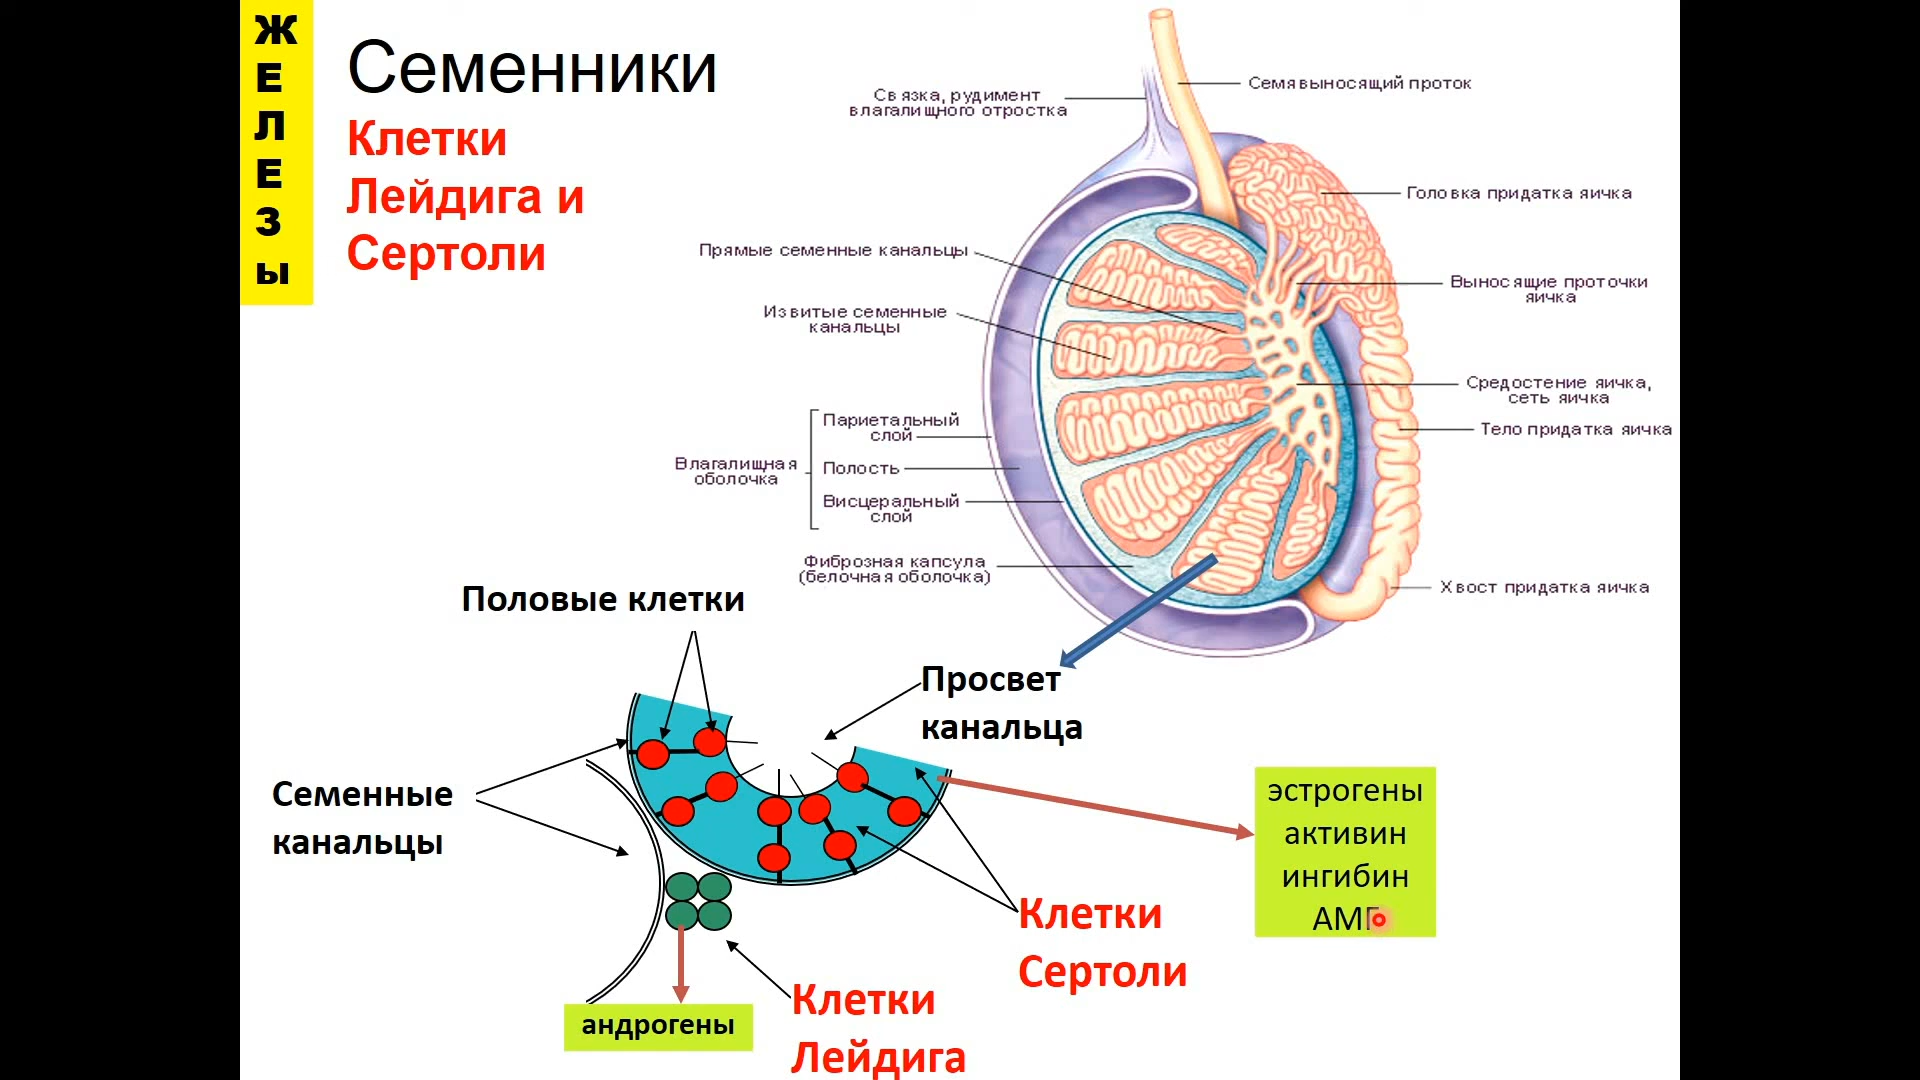 Ж
Е
Л
Е
З
ы
Семенники
Клетки
Лейдига и
Сертоли
Связка, рудимент
влагалищного отростка
Семявыносящий проток
Головка придатка яичка
Прямые семенные канальцы
Выносящие проточки
яичка
Извитые семенные
канальцы
Средостение яичка,
сеть яичка
Париетальный
слой
Тело придатка яичка
Влагалищная
оболочка
Полость
Висцеральный
слой
Фиброзная капсула
(белочная оболочка)
Хвост придатка яичка
Половые клетки
Просвет
канальца
Семенные
канальцы
эстрогены
активин
ингибин
АМГ
Клетки
Сертоли
Клетки
Лейдига
андрогены